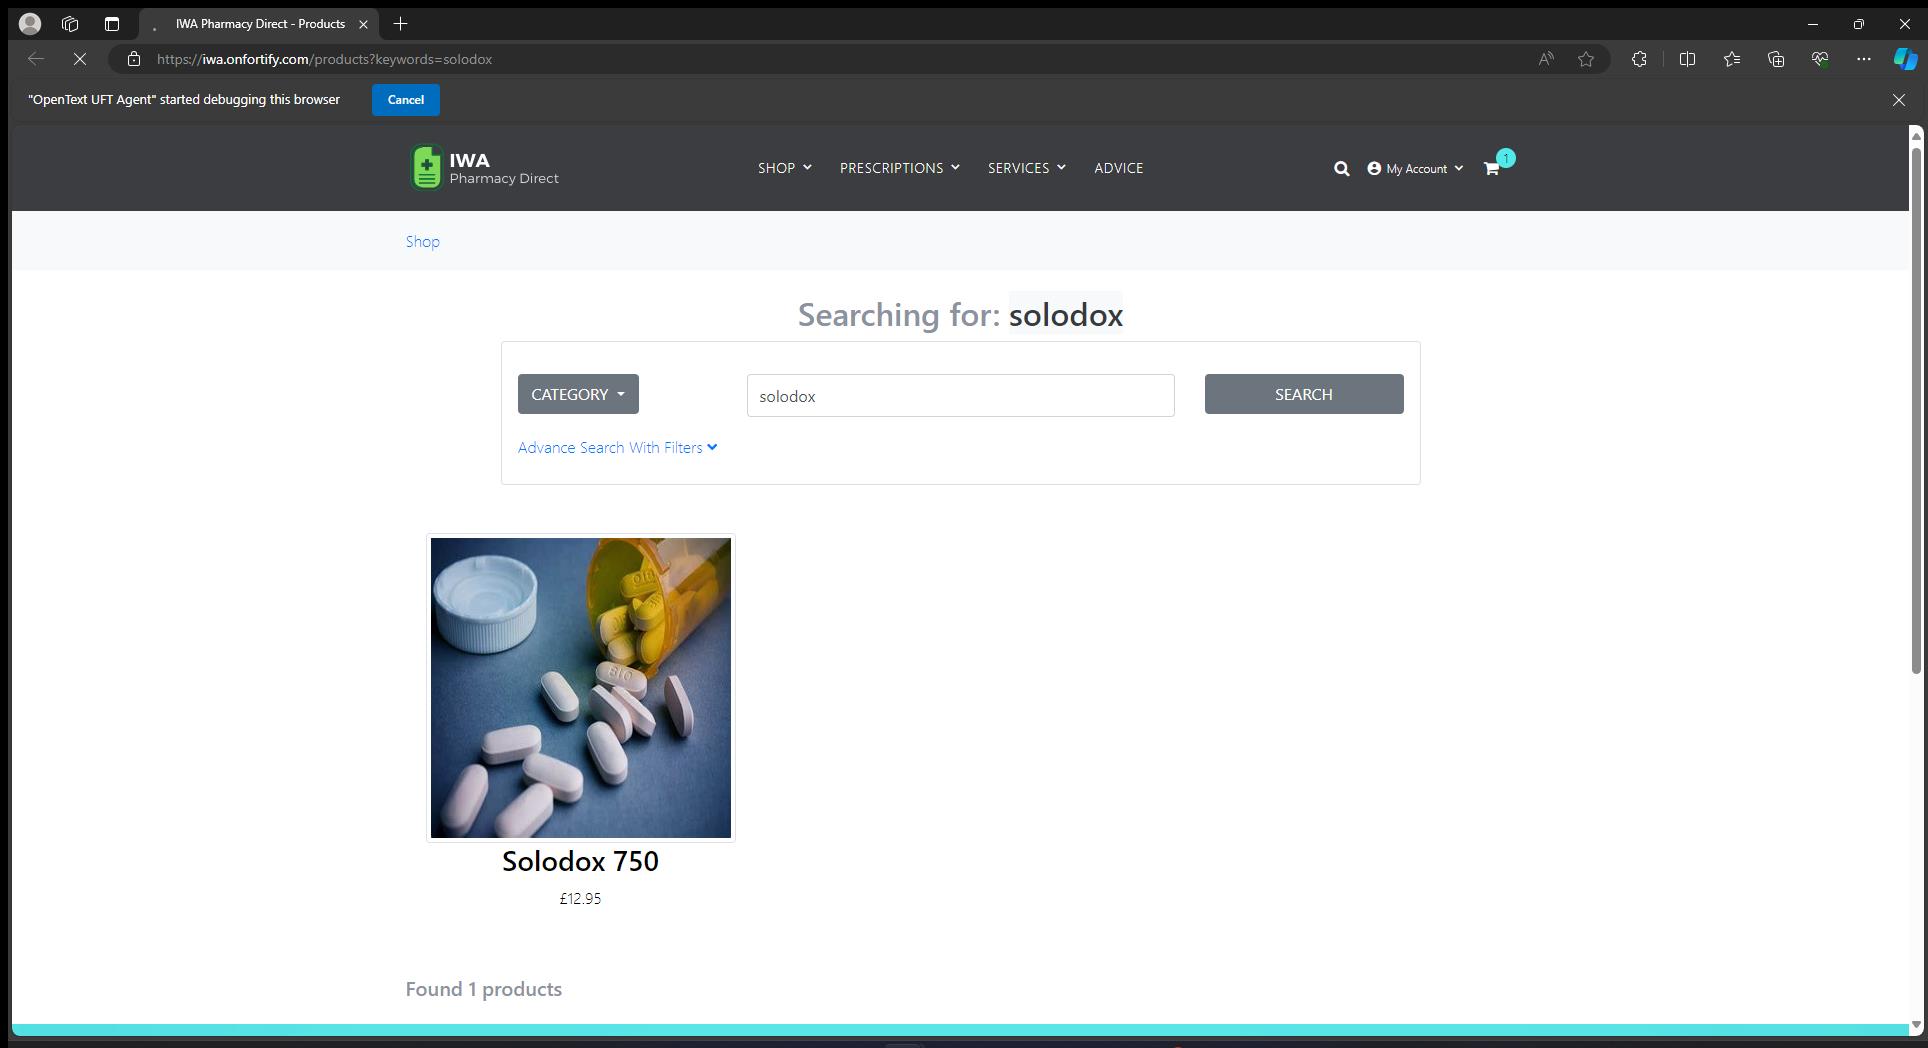 IWA Pharmacy Direct - Products
https://iwa.onfortify.com/products?keywords=solodox
"OpenText UFT Agent" started debugging this browser
Cancel
IWA
Pharmacy Direct
SHOP
PRESCRIPTIONS
SERVICES
ADVICE
My Account
1
Shop
Searching for: solodox
CATEGORY
solodox
SEARCH
Advance Search With Filters
BIO
Solodox 750
£12.95
Found 1 products